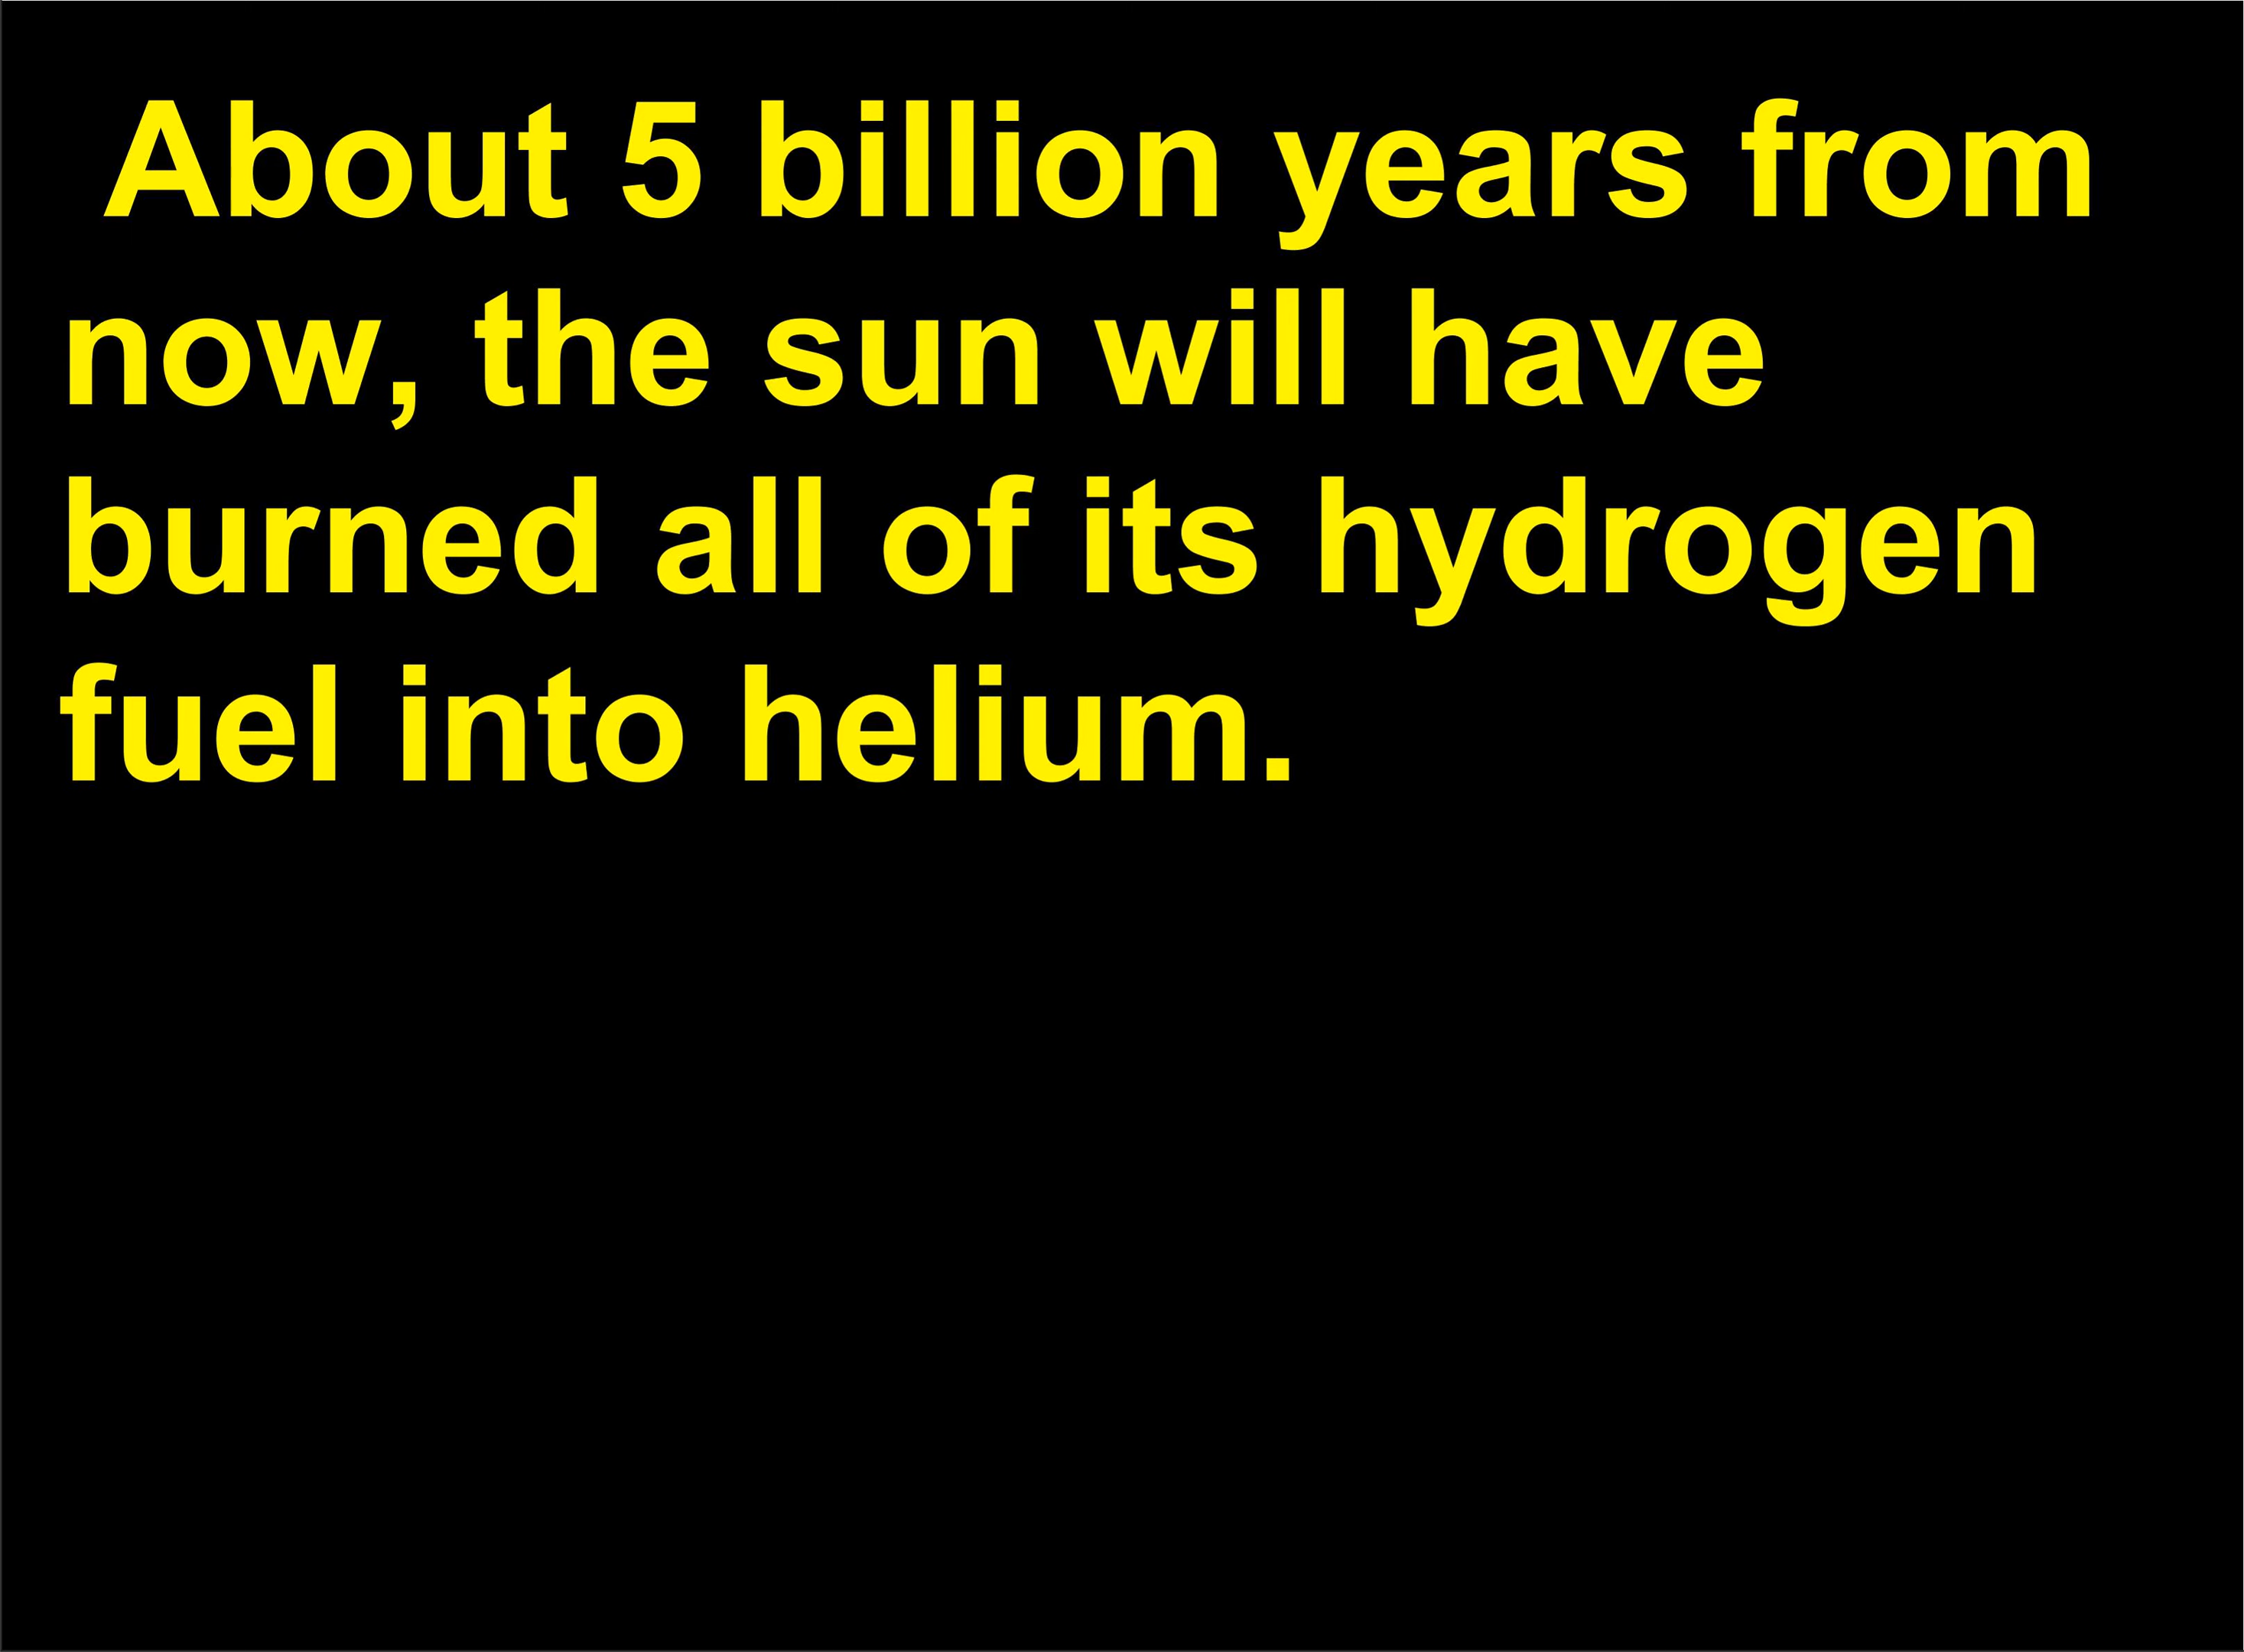 About 5 billion years from
now, the sun will have
burned all of its hydrogen
fuel into helium.